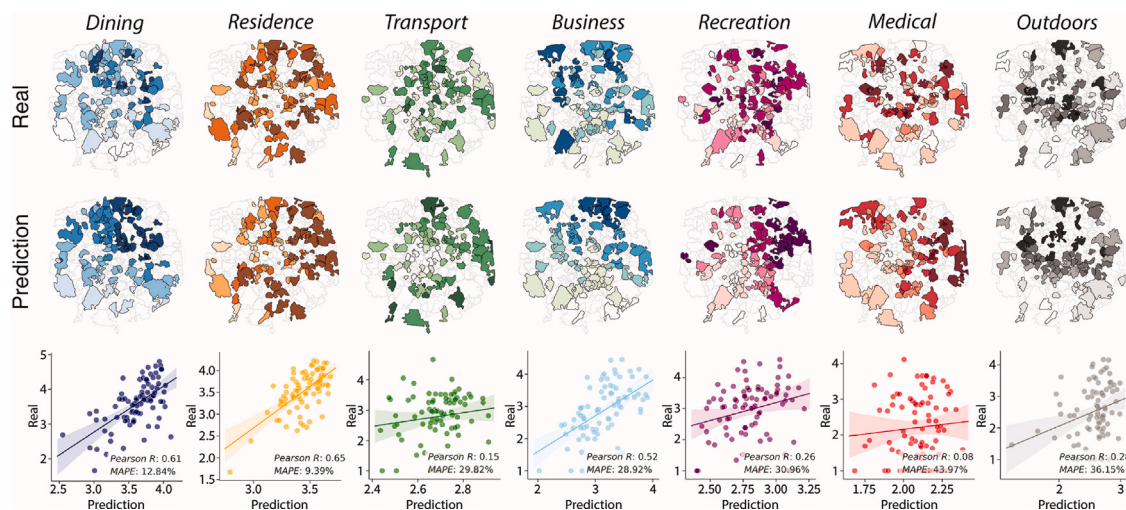 Dining Residence Transport Business Recreation Medical Outdoors
Real
Prediction
5
4
3
2
Real
Pearson R: 0.61
MAPE: 12.84%
2.5 3.0 3.5 4.0
Prediction
4.0
3.5
3.0
2.5
2.0
1.5
Real
Pearson R: 0.65
MAPE: 9.39%
3.0 3.5
Prediction
4
3
2
1
Real
Pearson R: 0.15
MAPE: 29.82%
2.4 2.6 2.8
Prediction
4
3
2
1
Real
Pearson R: 0.52
MAPE: 28.92%
2 3 4
Prediction
4
3
2
1
Real
Pearson R: 0.26
MAPE: 30.96%
2.50 2.75 3.00 3.25
Prediction
4
3
2
1
Real
Pearson R: 0.08
MAPE: 43.97%
1.75 2.00 2.25
Prediction
4
3
2
1
Real
Pearson R: 0.28
MAPE: 36.15%
2 3
Prediction